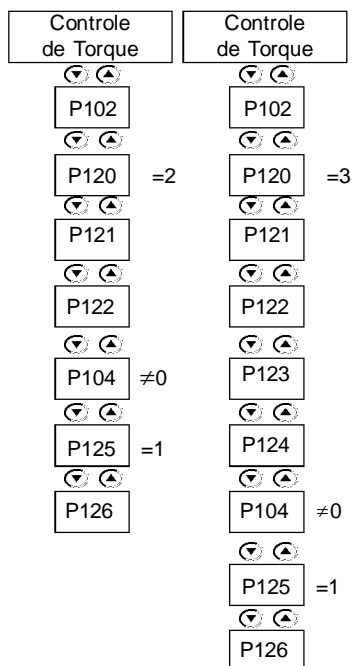 Controle
de Torque
P102
P120 =2
P121
P122
P104 ≠0
P125 =1
P126
Controle
de Torque
P102
P120 =3
P121
P122
P123
P124
P104 ≠0
P125 =1
P126